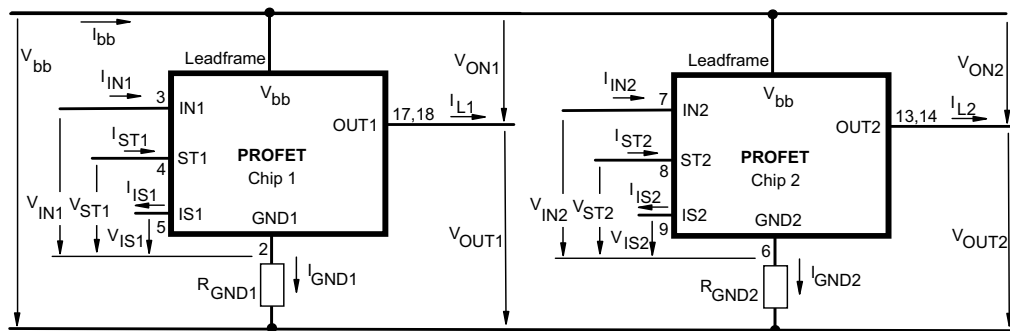 V_bb
I_bb
Leadframe
V_bb
I_IN1
3
IN1
I_ST1
4
ST1
I_IS1
5
IS1
PROFET
Chip 1
OUT1
17,18
I_L1
V_ON1
GND1
2
V_IN1
V_ST1
V_IS1
R_GND1
I_GND1
V_OUT1
Leadframe
V_bb
I_IN2
7
IN2
I_ST2
8
ST2
I_IS2
9
IS2
PROFET
Chip 2
OUT2
13,14
I_L2
V_ON2
GND2
6
V_IN2
V_ST2
V_IS2
R_GND2
I_GND2
V_OUT2